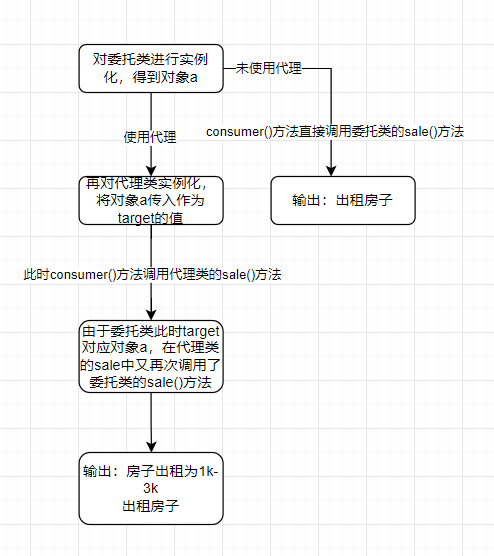 对委托类进行实例
化，得到对象a
未使用代理
使用代理
consumer()方法直接调用委托类的sale()方法
再对代理类实例化，
将对象a传入作为
target的值
输出：出租房子
此时consumer()方法调用代理类的sale()方法
由于委托类此时target
对应对象a，在代理类
的sale中又再次调用了
委托类的sale()方法
输出：房子出租为1k-
3k
出租房子